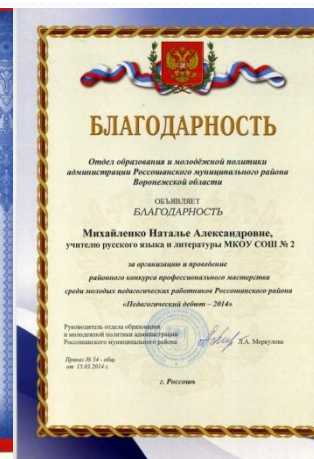 БЛАГОДАРНОСТЬ
Отдел образования и молодёжной политики
администрации Россошанского муниципального района
Воронежской области
ОБЪЯВЛЯЕТ
БЛАГОДАРНОСТЬ
Михайленко Наталье Александровне,
учителю русского языка и литературы МКОУ СОШ № 2
за организацию и проведение
районного конкурса профессионального мастерства
среди молодых педагогических работников Россошанского района
«Педагогический дебют – 2014»
Руководитель отдела образования
и молодежной политики администрации
Россошанского муниципального района Л.А. Меркулова
Приказ № 54 - общ.
от 15.03.2014 г.
г. Россошь